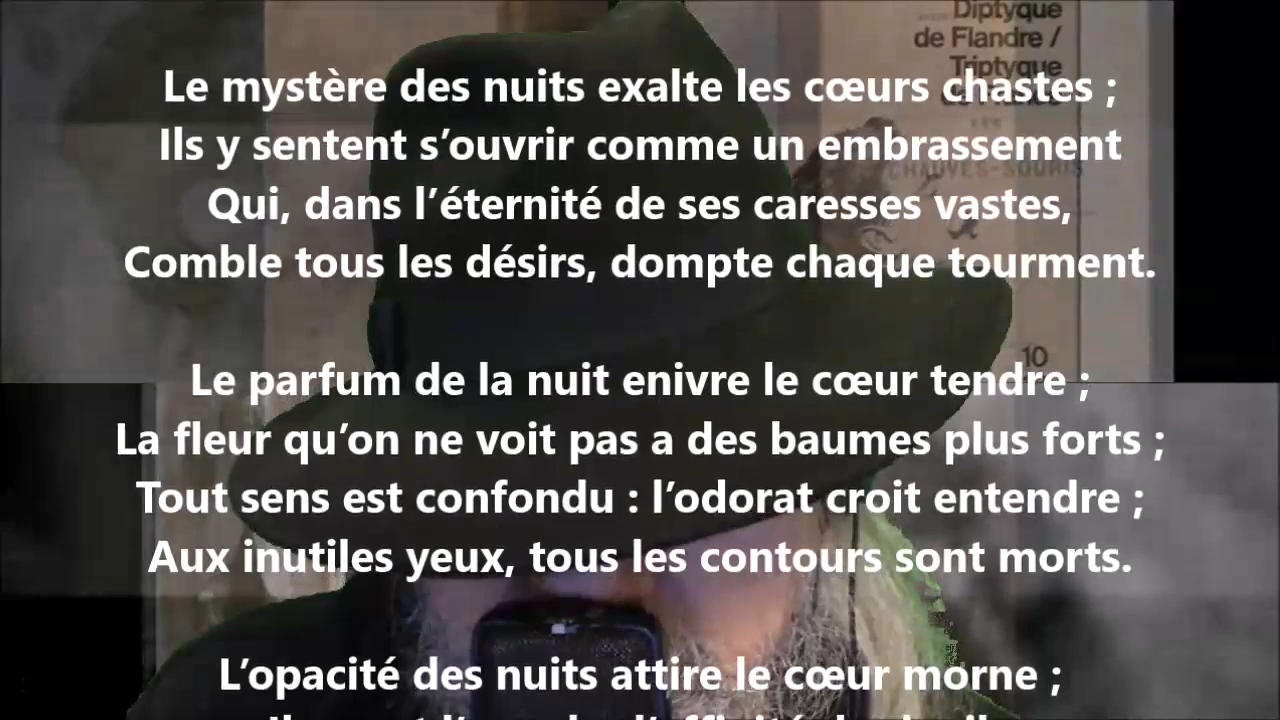 Diptyque
de Flandre /
Triptyque
Le mystère des nuits exalte les cœurs chastes ;
Ils y sentent s’ouvrir comme un embrassement
CHAUVES-SOURIS
Qui, dans l’éternité de ses caresses vastes,
Comble tous les désirs, dompte chaque tourment.
10
Le parfum de la nuit enivre le cœur tendre ;
La fleur qu’on ne voit pas a des baumes plus forts ;
Tout sens est confondu : l’odorat croit entendre ;
Aux inutiles yeux, tous les contours sont morts.
L’opacité des nuits attire le cœur morne ;